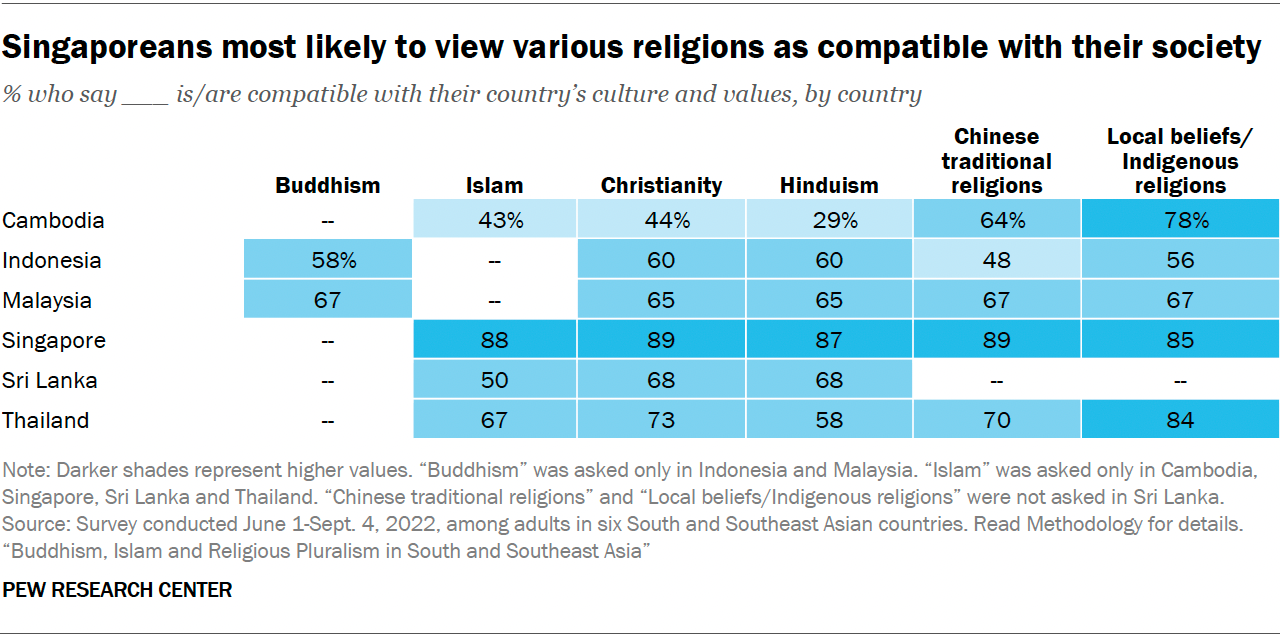 Singaporeans most likely to view various religions as compatible with their society
% who say ___ is/are compatible with their country’s culture and values, by country
Buddhism Islam Christianity Hinduism Chinese traditional religions Local beliefs/ Indigenous religions
Cambodia -- 43% 44% 29% 64% 78%
Indonesia 58% -- 60 60 48 56
Malaysia 67 -- 65 65 67 67
Singapore -- 88 89 87 89 85
Sri Lanka -- 50 68 68 -- --
Thailand -- 67 73 58 70 84
Note: Darker shades represent higher values. “Buddhism” was asked only in Indonesia and Malaysia. “Islam” was asked only in Cambodia,
Singapore, Sri Lanka and Thailand. “Chinese traditional religions” and “Local beliefs/Indigenous religions” were not asked in Sri Lanka.
Source: Survey conducted June 1-Sept. 4, 2022, among adults in six South and Southeast Asian countries. Read Methodology for details.
“Buddhism, Islam and Religious Pluralism in South and Southeast Asia”
PEW RESEARCH CENTER